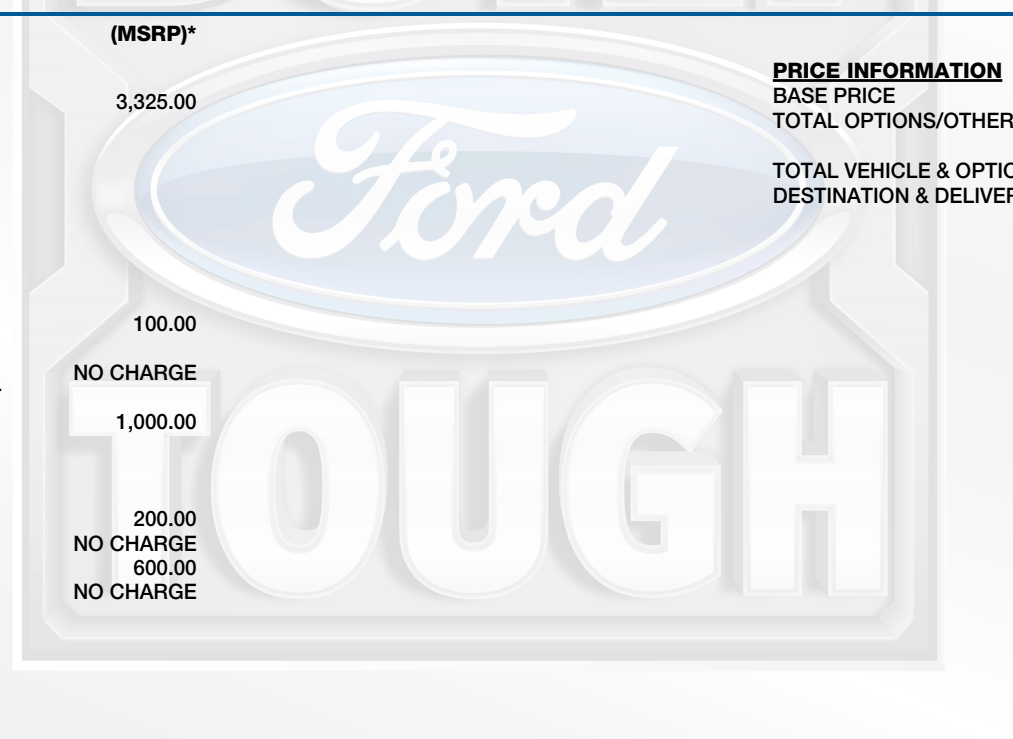 (MSRP)*
3,325.00
100.00
NO CHARGE
1,000.00
200.00
NO CHARGE
600.00
NO CHARGE
PRICE INFORMATION
BASE PRICE
TOTAL OPTIONS/OTHER
TOTAL VEHICLE & OPTIO
DESTINATION & DELIVER
Ford
TOUGH